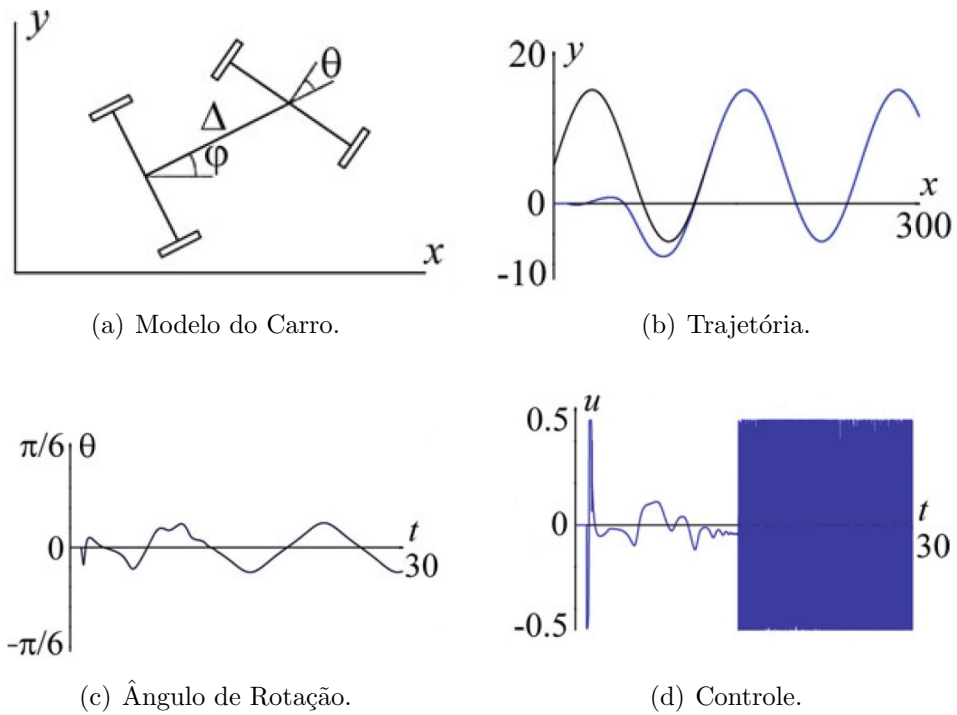 y
θ
Δ
φ
x
(a) Modelo do Carro.
20 y
0
x
300
-10
(b) Trajetória.
π/6 θ
0
t
30
-π/6
(c) Ângulo de Rotação.
0.5 u
0
t
30
-0.5
(d) Controle.